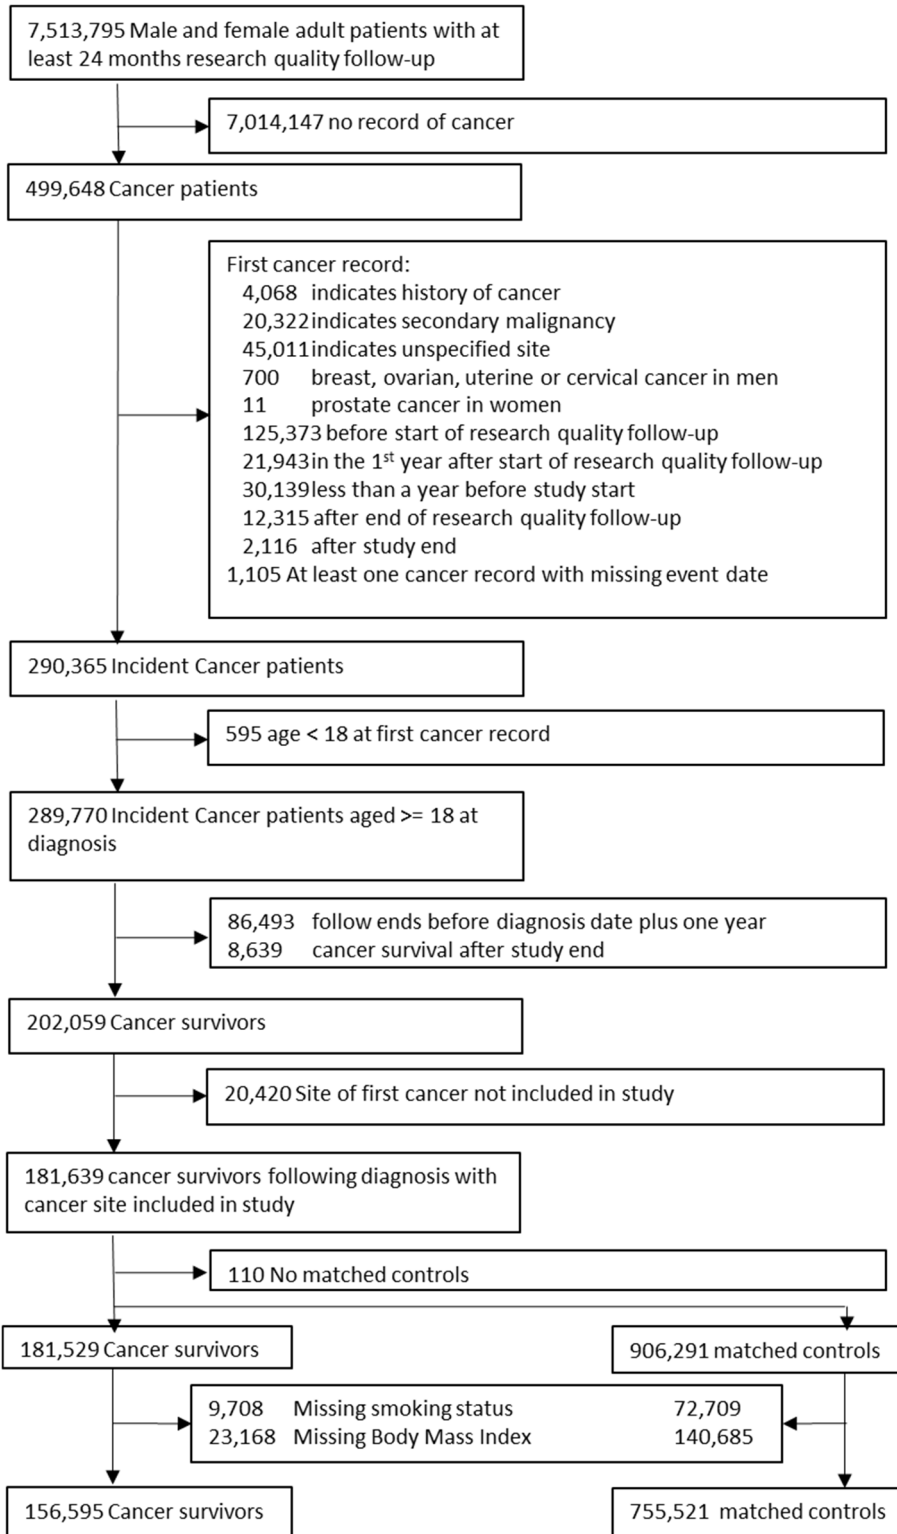 7,513,795 Male and female adult patients with at
least 24 months research quality follow-up
7,014,147 no record of cancer
499,648 Cancer patients
First cancer record:
4,068 indicates history of cancer
20,322 indicates secondary malignancy
45,011 indicates unspecified site
700 breast, ovarian, uterine or cervical cancer in men
11 prostate cancer in women
125,373 before start of research quality follow-up
21,943 in the 1st year after start of research quality follow-up
30,139 less than a year before study start
12,315 after end of research quality follow-up
2,116 after study end
1,105 At least one cancer record with missing event date
290,365 Incident Cancer patients
595 age < 18 at first cancer record
289,770 Incident Cancer patients aged >= 18 at
diagnosis
86,493 follow ends before diagnosis date plus one year
8,639 cancer survival after study end
202,059 Cancer survivors
20,420 Site of first cancer not included in study
181,639 cancer survivors following diagnosis with
cancer site included in study
110 No matched controls
181,529 Cancer survivors
906,291 matched controls
9,708 Missing smoking status 72,709
23,168 Missing Body Mass Index 140,685
156,595 Cancer survivors
755,521 matched controls